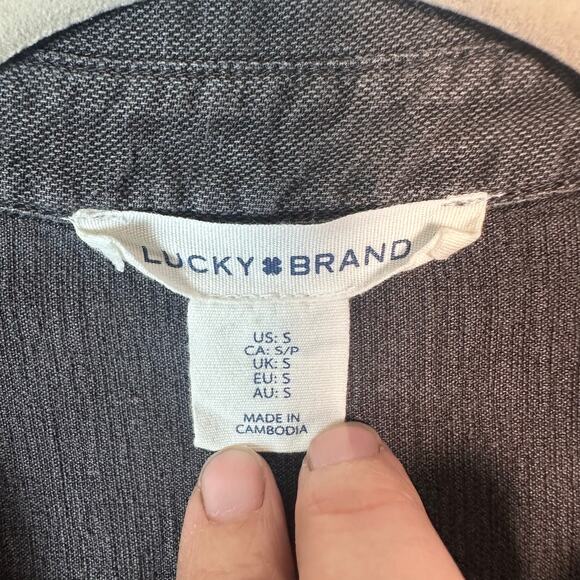 LUCKY BRAND
US: S
CA: S/P
UK: S
EU: S
AU: S
MADE IN
CAMBODIA